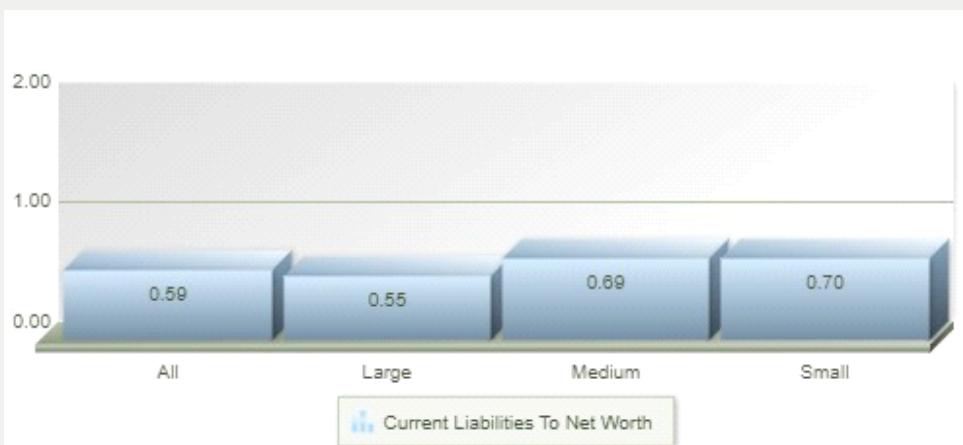 2.00
1.00
0.00
0.59
0.55
0.69
0.70
All
Large
Medium
Small
Current Liabilities To Net Worth